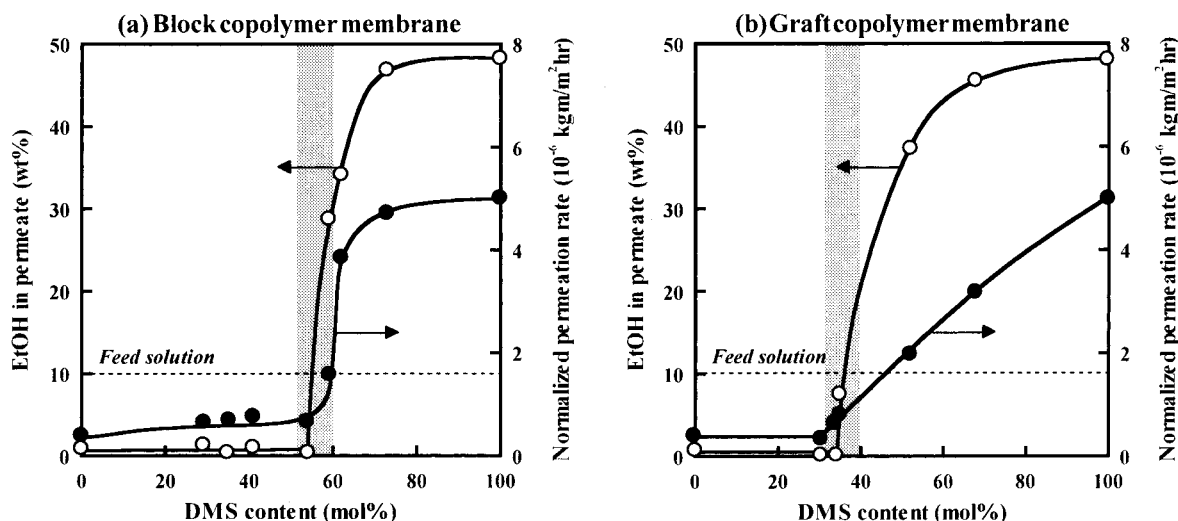 (a) Block copolymer membrane
50
40
30
20
10
0
8
6
4
2
0
EtOH in permeate (wt%)
Normalized permeation rate (10⁻⁶ kgm/m²hr)
Feed solution
0 20 40 60 80 100
DMS content (mol%)
(b) Graft copolymer membrane
50
40
30
20
10
0
8
6
4
2
0
EtOH in permeate (wt%)
Normalized permeation rate (10⁻⁶ kgm/m²hr)
Feed solution
0 20 40 60 80 100
DMS content (mol%)